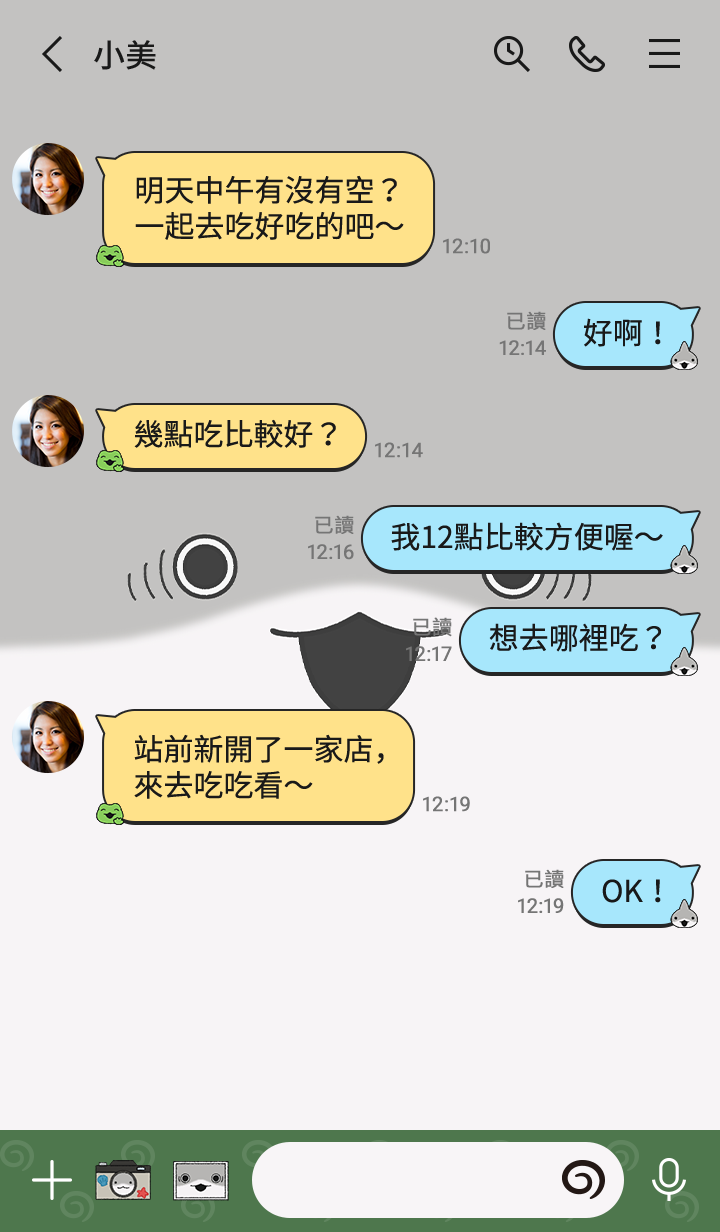 小美
明天中午有沒有空？
一起去吃好吃的吧～
12:10
已讀
12:14
好啊！
幾點吃比較好？
12:14
已讀
12:16
我12點比較方便喔～
已讀
12:17
想去哪裡吃？
站前新開了一家店，
來去吃吃看～
12:19
已讀
12:19
OK！